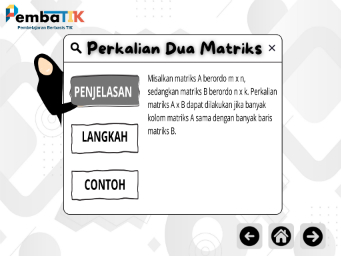 PembaTIK
Pembelajaran Berbasis TIK
Perkalian Dua Matriks
PENJELASAN
Misalkan matriks A berordo m x n,
sedangkan matriks B berordo n x k. Perkalian
matriks A x B dapat dilakukan jika banyak
kolom matriks A sama dengan banyak baris
matriks B.
LANGKAH
CONTOH